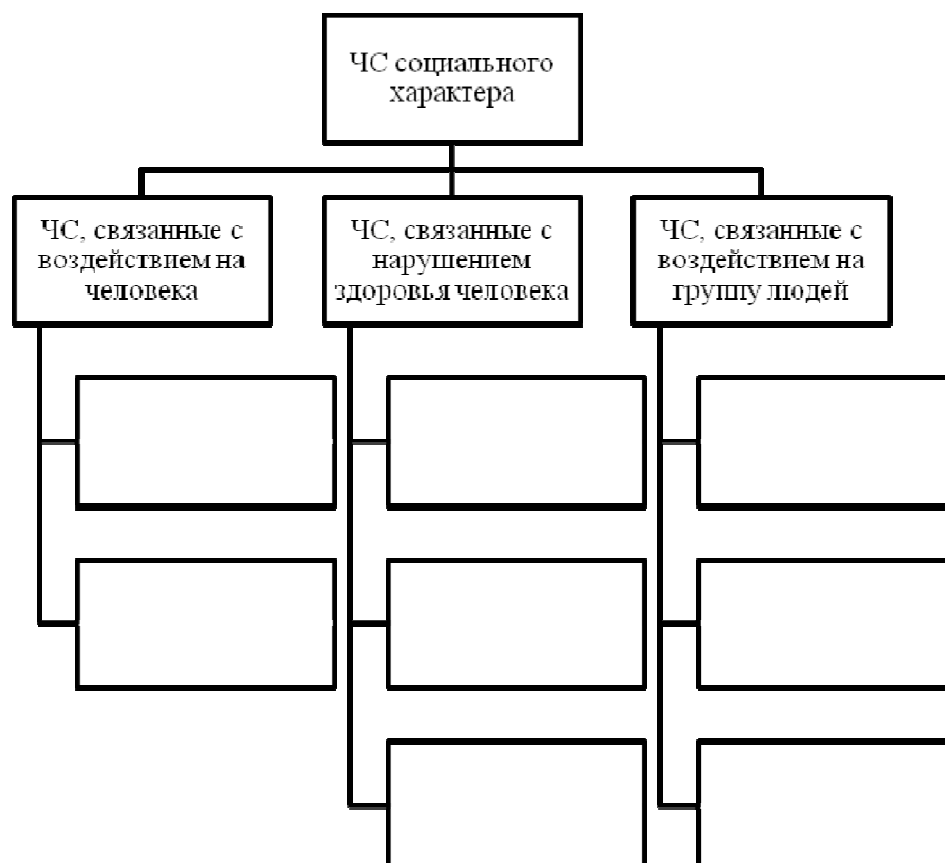 ЧС социального
характера
ЧС, связанные с
воздействием на
человека
ЧС, связанные с
нарушением
здоровья человека
ЧС, связанные с
воздействием на
группу людей